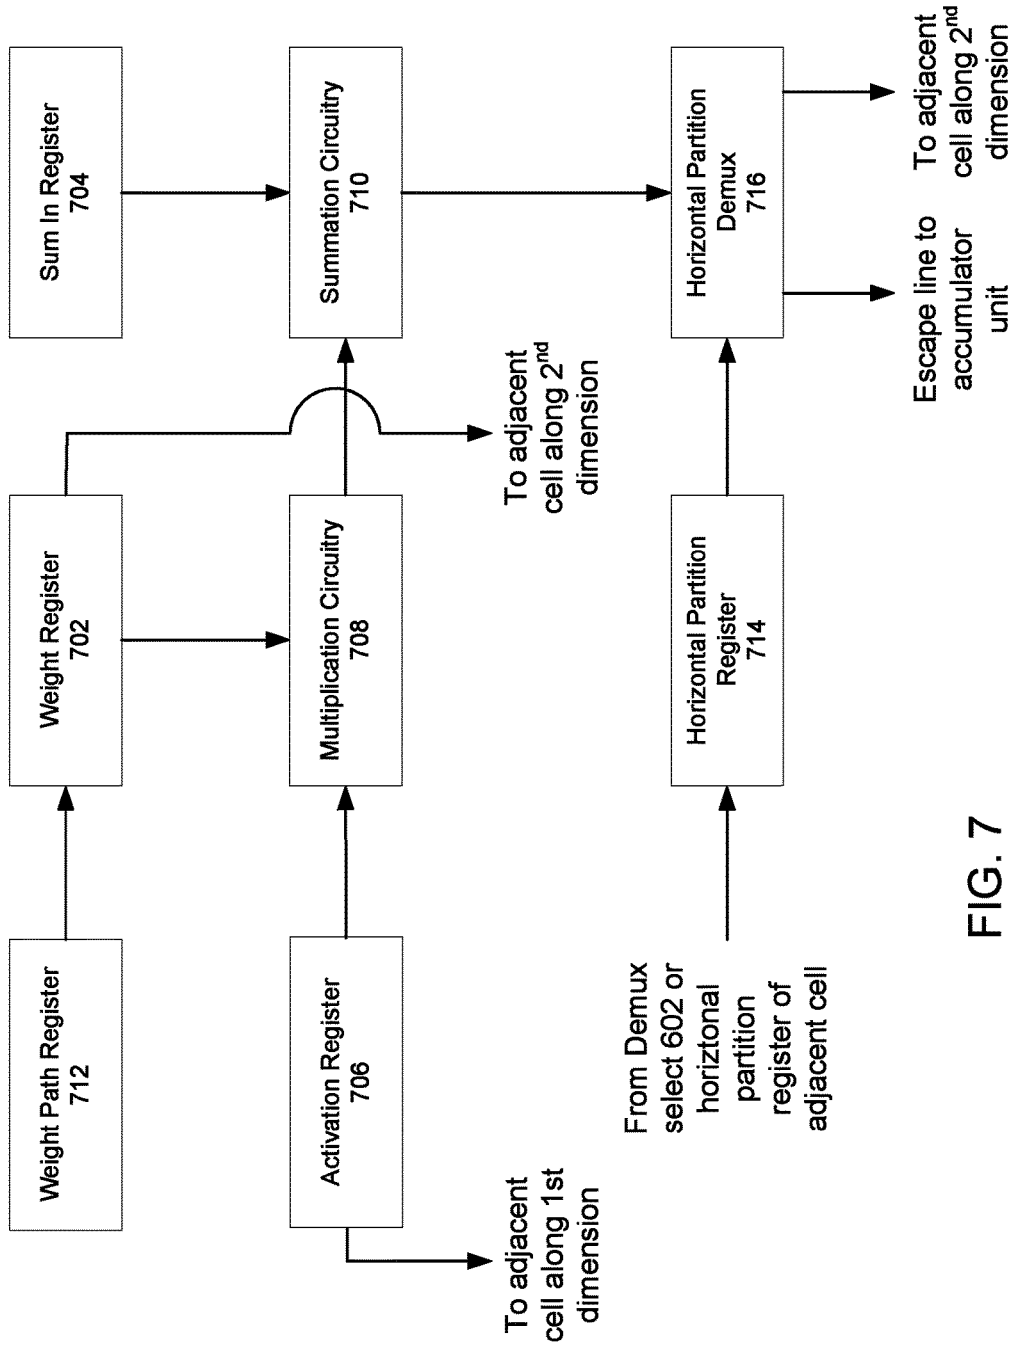 Weight Path Register
712
Weight Register
702
Sum In Register
704
Activation Register
706
Multiplication Circuitry
708
Summation Circuitry
710
To adjacent
cell along 1st
dimension
To adjacent
cell along 2nd
dimension
From Demux
select 602 or
horiztonal
partition
register of
adjacent cell
Horizontal Partition
Register
714
Horizontal Partition
Demux
716
Escape line to
accumulator
unit
To adjacent
cell along 2nd
dimension
FIG. 7